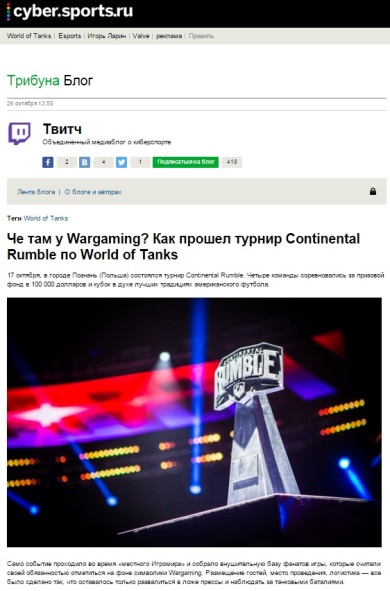 cyber.sports.ru
World of Tanks | Esports | Игорь Ларин | Valve | реклама | Править
Трибуна Блог
26 октября 13:50
Твитч
Объединенный медиаблог о киберспорте
2 4 1 Подписаться на блог 419
Лента блога | О блоге и авторах
Теги World of Tanks
Че там у Wargaming? Как прошел турнир Continental
Rumble по World of Tanks
17 октября, в городе Познань (Польша) состоялся турнир Continental Rumble. Четыре команды соревновались за призовой
фонд в 100 000 долларов и кубок в духе лучших традициях американского футбола.
CONTINENTAL
RUMBLE
Само событие проходило во время «местного Игромира» и собрало внушительную базу фанатов игры, которые считали
своей обязанностью отметиться на фоне символики Wargaming. Размещение гостей, место проведения, логистика — все
было сделано так, что оставалось только развалиться в ложе прессы и наблюдать за танковыми баталиями.